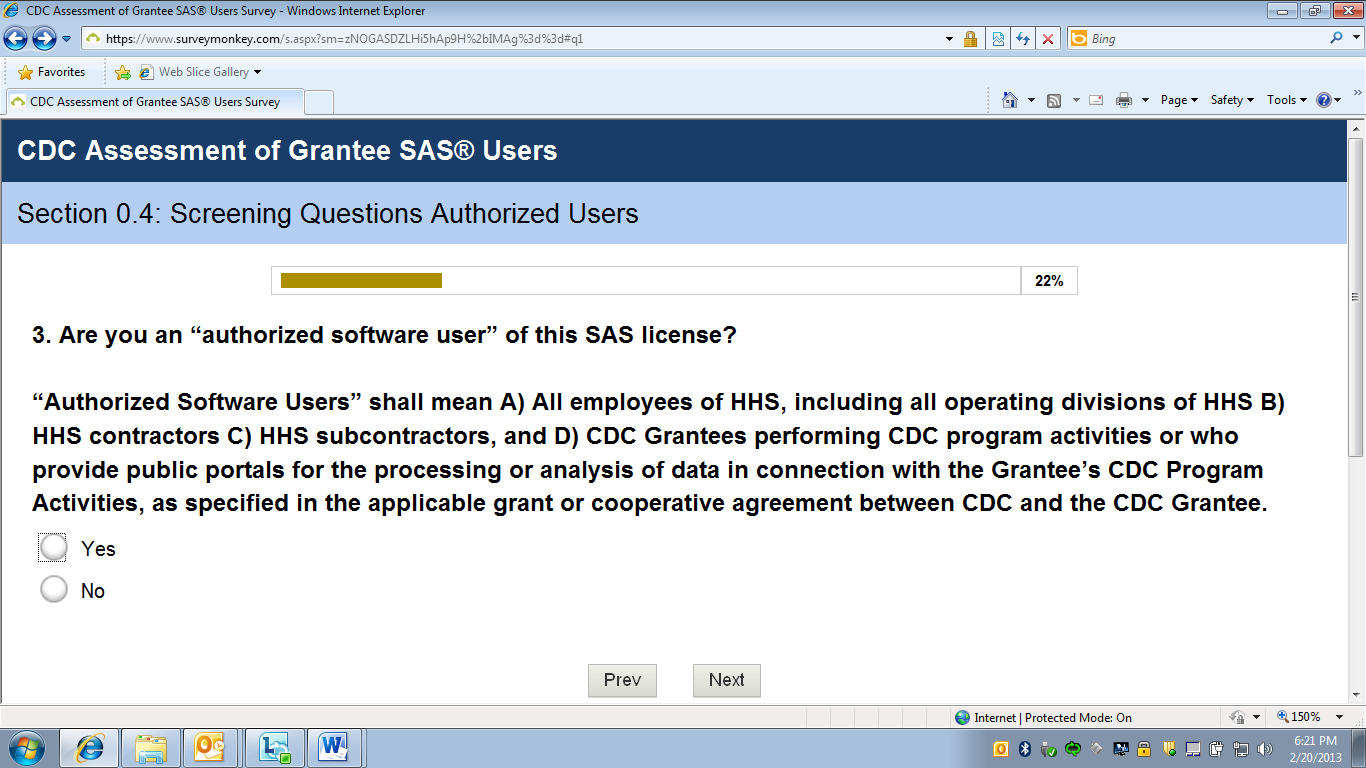 CDC Assessment of Grantee SAS® Users Survey - Windows Internet Explorer
https://www.surveymonkey.com/s.aspx?sm=zNOGASDZLHi5hAp9H%2bIMAg%3d%3d#q1
Bing
Favorites
Web Slice Gallery
CDC Assessment of Grantee SAS® Users Survey
Page
Safety
Tools
CDC Assessment of Grantee SAS® Users
Section 0.4: Screening Questions Authorized Users
22%
3. Are you an “authorized software user” of this SAS license?
“Authorized Software Users” shall mean A) All employees of HHS, including all operating divisions of HHS B)
HHS contractors C) HHS subcontractors, and D) CDC Grantees performing CDC program activities or who
provide public portals for the processing or analysis of data in connection with the Grantee’s CDC Program
Activities, as specified in the applicable grant or cooperative agreement between CDC and the CDC Grantee.
Yes
No
Prev
Next
Internet | Protected Mode: On
150%
6:21 PM
2/20/2013